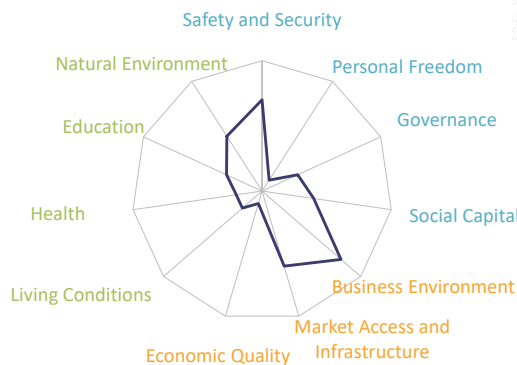 Safety and Security
Natural Environment
Personal Freedom
Education
Governance
Health
Social Capital
Living Conditions
Business Environment
Market Access and
Infrastructure
Economic Quality